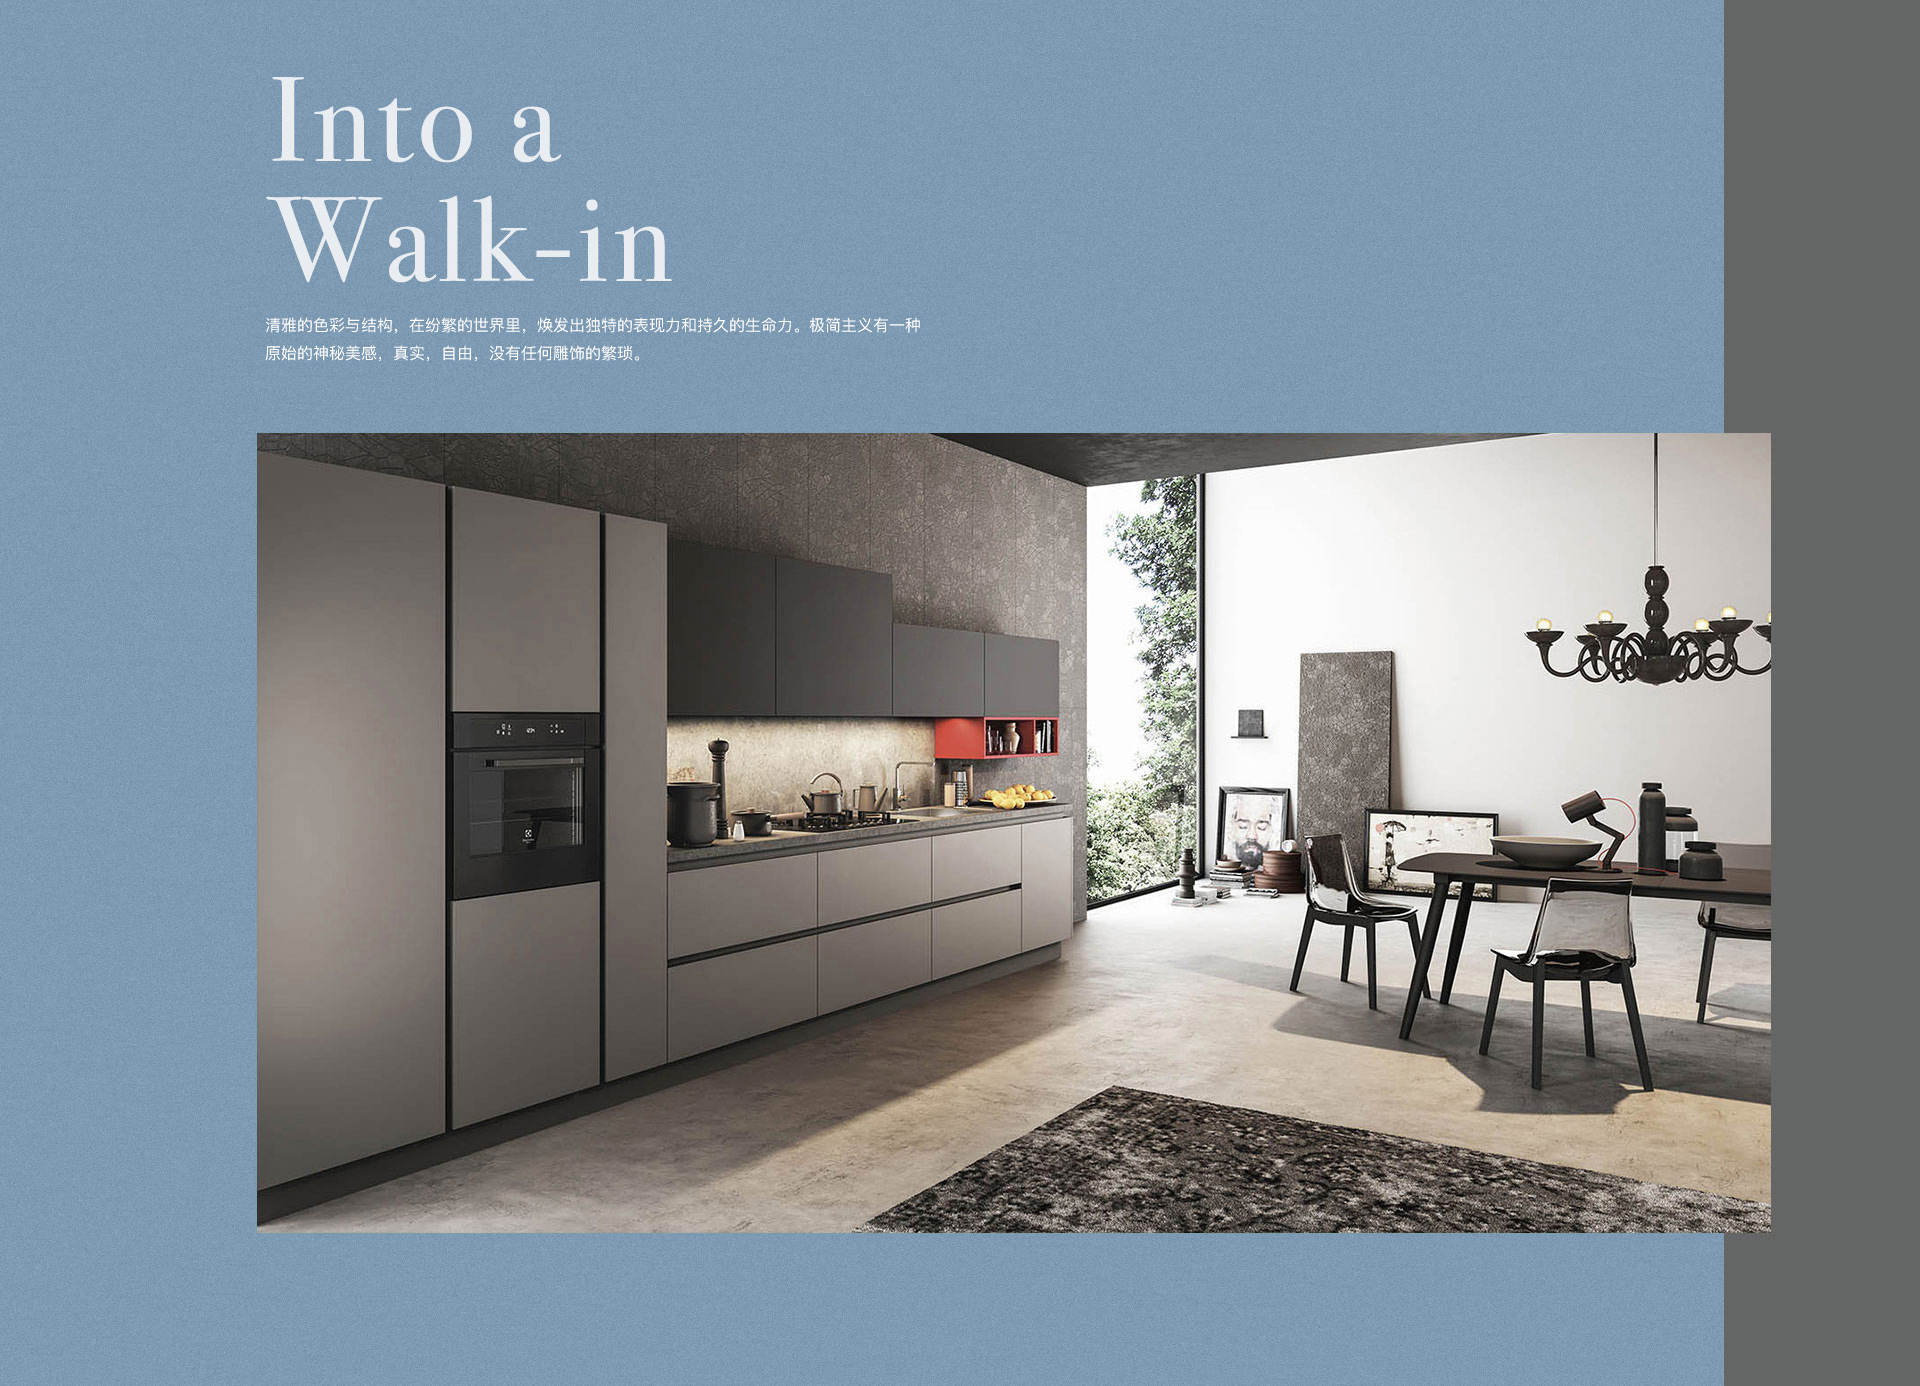 Into a
Walk-in
清雅的色彩与结构，在纷繁的世界里，焕发出独特的表现力和持久的生命力。极简主义有一种
原始的神秘美感，真实，自由，没有任何雕饰的繁琐。